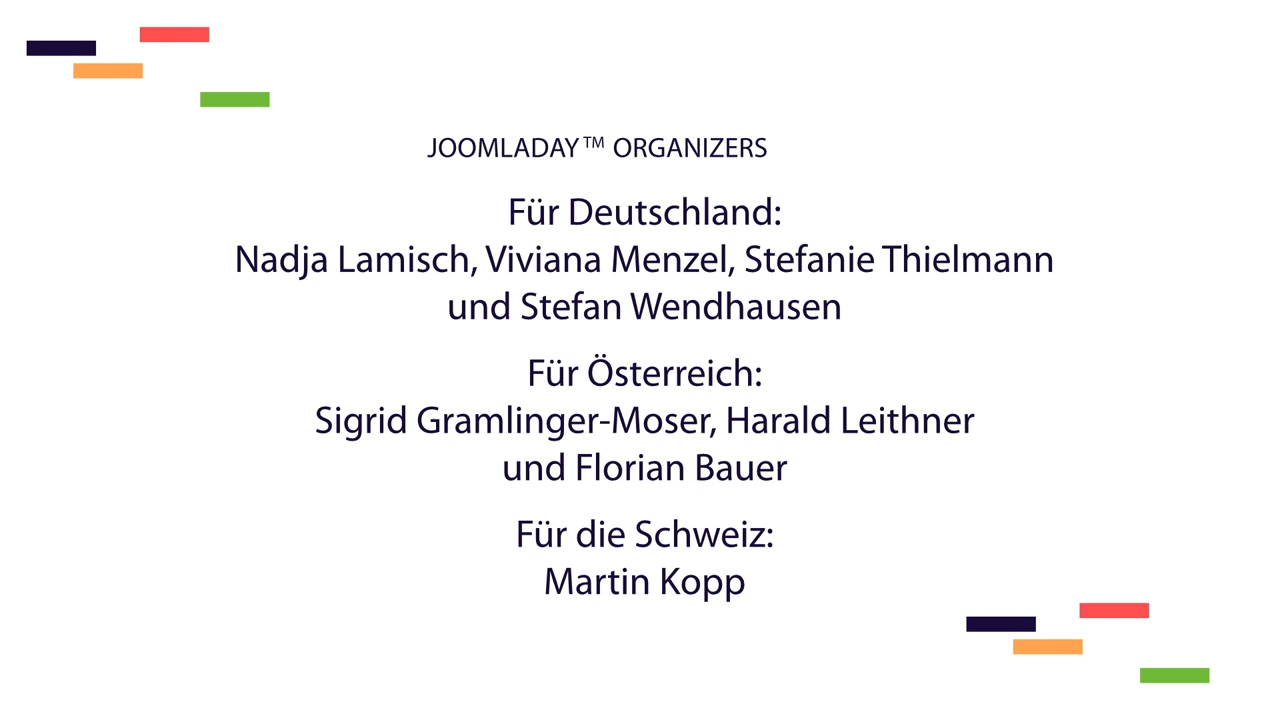 JOOMLADAY™ ORGANIZERS
Für Deutschland:
Nadja Lamisch, Viviana Menzel, Stefanie Thielmann
und Stefan Wendhausen
Für Österreich:
Sigrid Gramlinger-Moser, Harald Leithner
und Florian Bauer
Für die Schweiz:
Martin Kopp